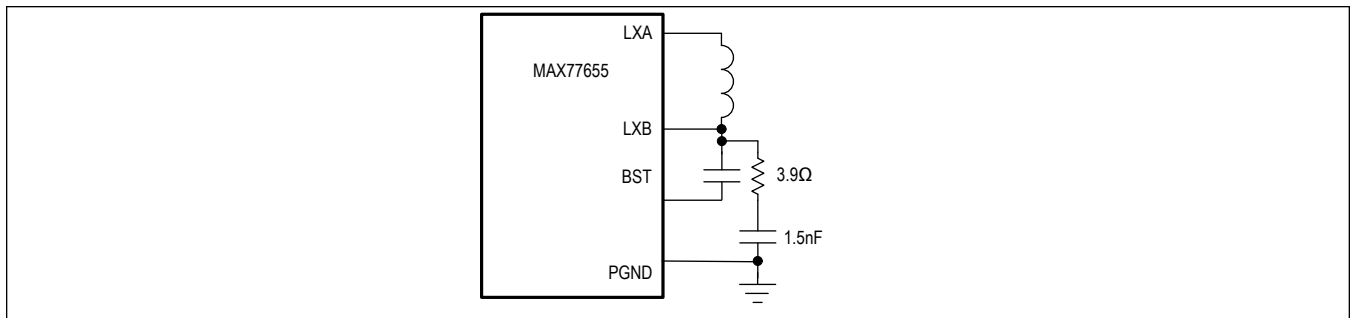 LXA
MAX77655
LXB
BST
3.9Ω
1.5nF
PGND